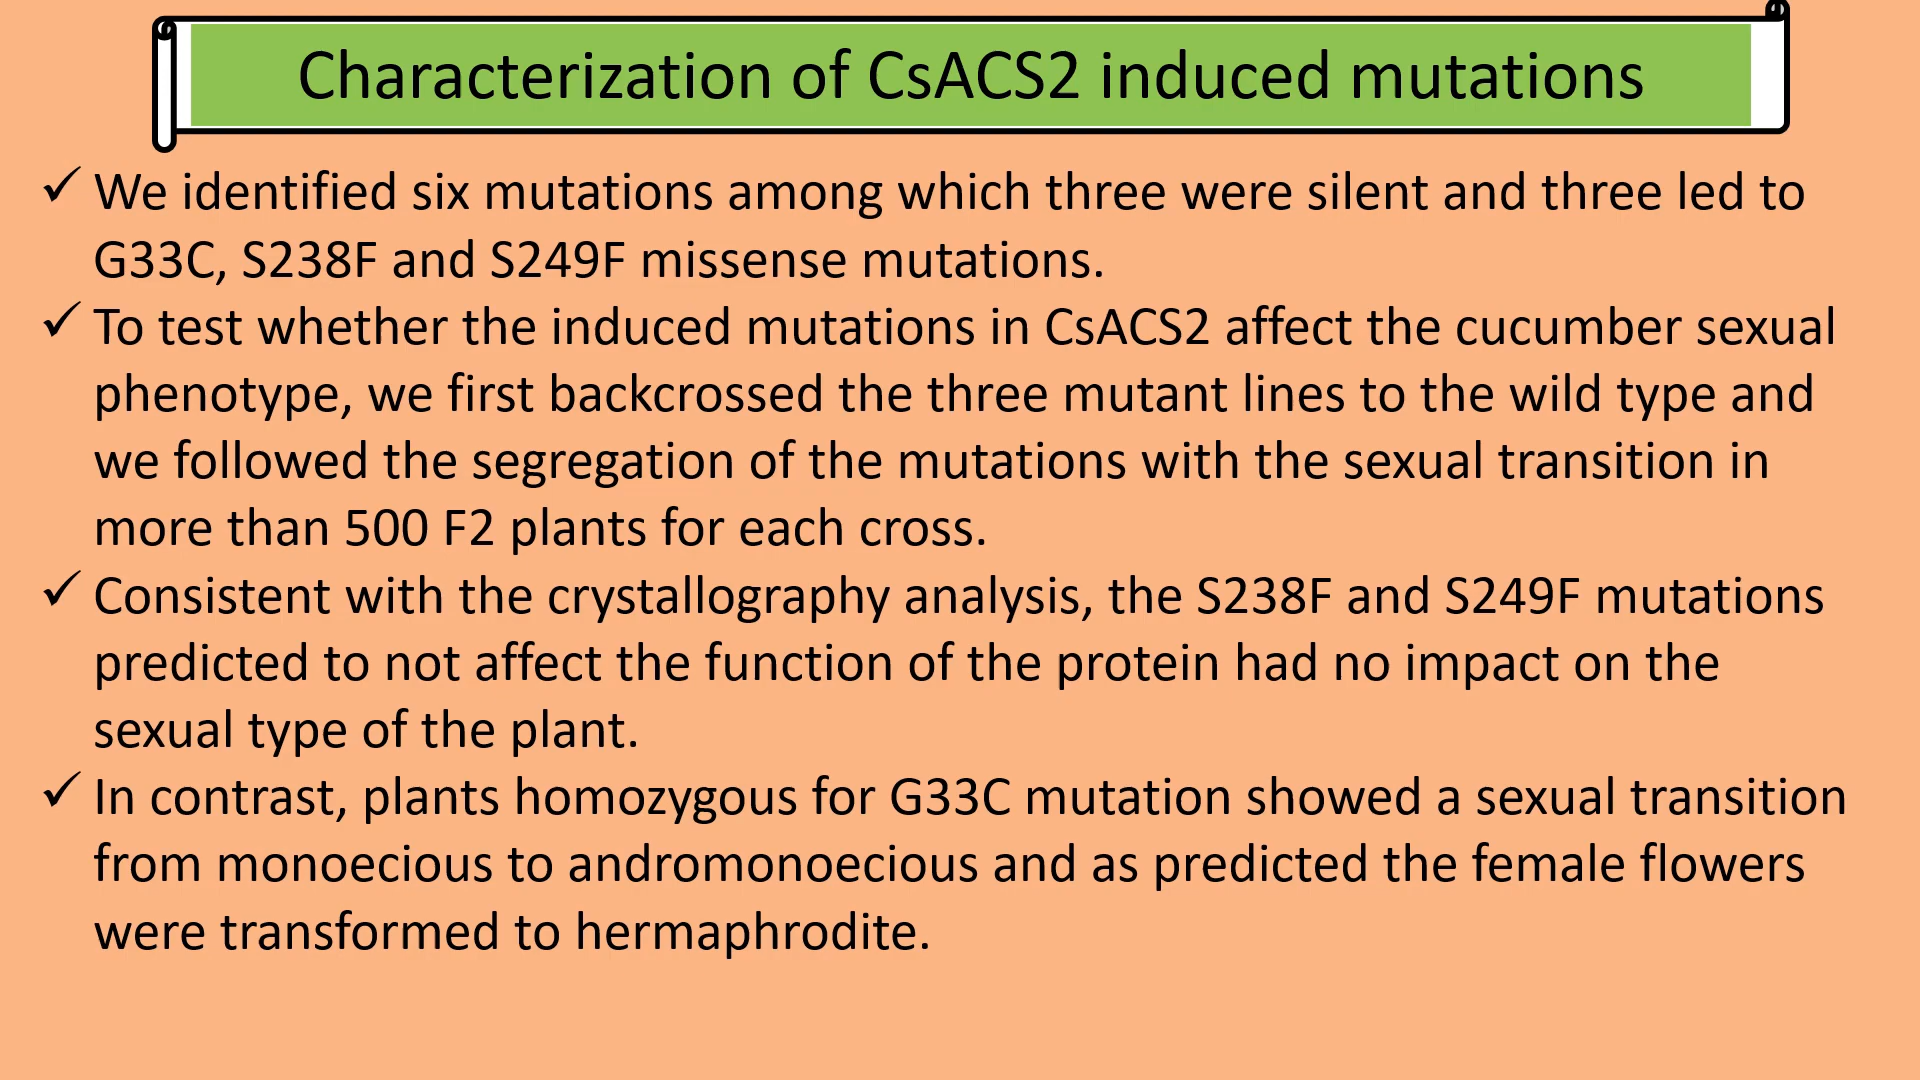 Characterization of CsACS2 induced mutations
✓ We identified six mutations among which three were silent and three led to
G33C, S238F and S249F missense mutations.
✓ To test whether the induced mutations in CsACS2 affect the cucumber sexual
phenotype, we first backcrossed the three mutant lines to the wild type and
we followed the segregation of the mutations with the sexual transition in
more than 500 F2 plants for each cross.
✓ Consistent with the crystallography analysis, the S238F and S249F mutations
predicted to not affect the function of the protein had no impact on the
sexual type of the plant.
✓ In contrast, plants homozygous for G33C mutation showed a sexual transition
from monoecious to andromonoecious and as predicted the female flowers
were transformed to hermaphrodite.